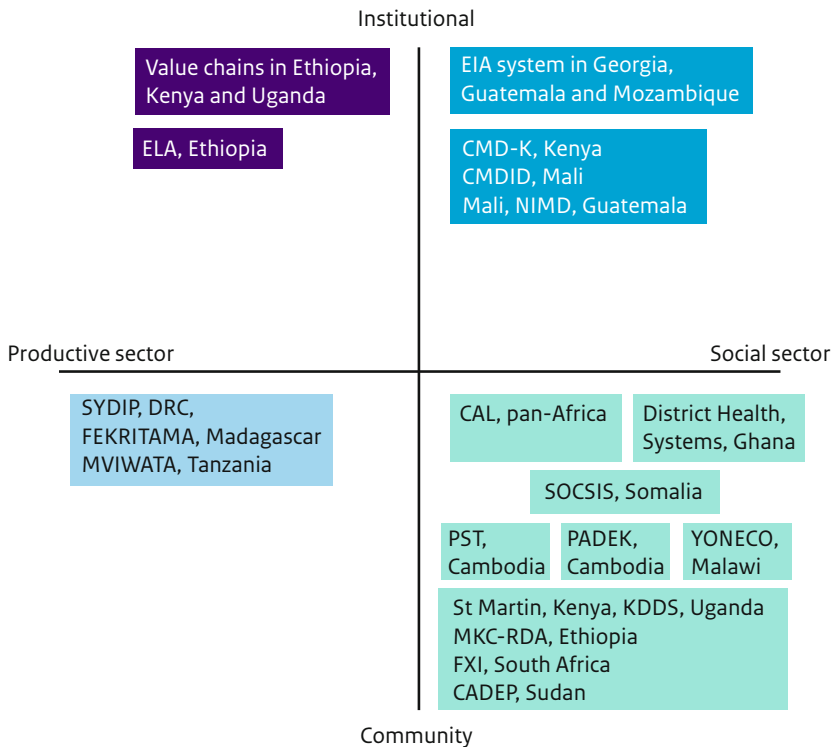 Institutional
Value chains in Ethiopia,
Kenya and Uganda
ELA, Ethiopia
EIA system in Georgia,
Guatemala and Mozambique
CMD-K, Kenya
CMDID, Mali
Mali, NIMD, Guatemala
Productive sector
Social sector
SYDIP, DRC,
FEKRITAMA, Madagascar
MVIWATA, Tanzania
CAL, pan-Africa
District Health,
Systems, Ghana
SOCSIS, Somalia
PST,
Cambodia
PADEK,
Cambodia
YONECO,
Malawi
St Martin, Kenya, KDDS, Uganda
MKC-RDA, Ethiopia
FXI, South Africa
CADEP, Sudan
Community